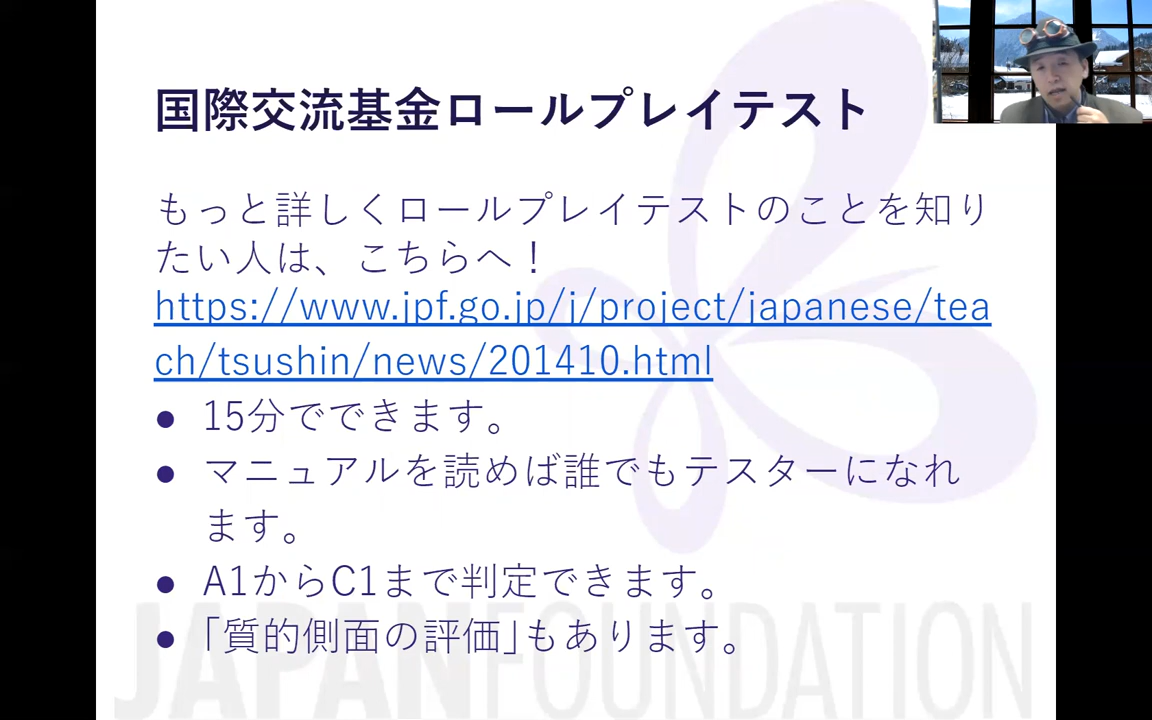 国際交流基金ロールプレイテスト
もっと詳しくロールプレイテストのことを知り
たい人は、こちらへ！
https://www.jpf.go.jp/j/project/japanese/tea
ch/tsushin/news/201410.html
● 15分でできます。
● マニュアルを読めば誰でもテスターになれ
ます。
● A1からC1まで判定できます。
● ｢質的側面の評価｣もあります。
JAPANFOUNDATION